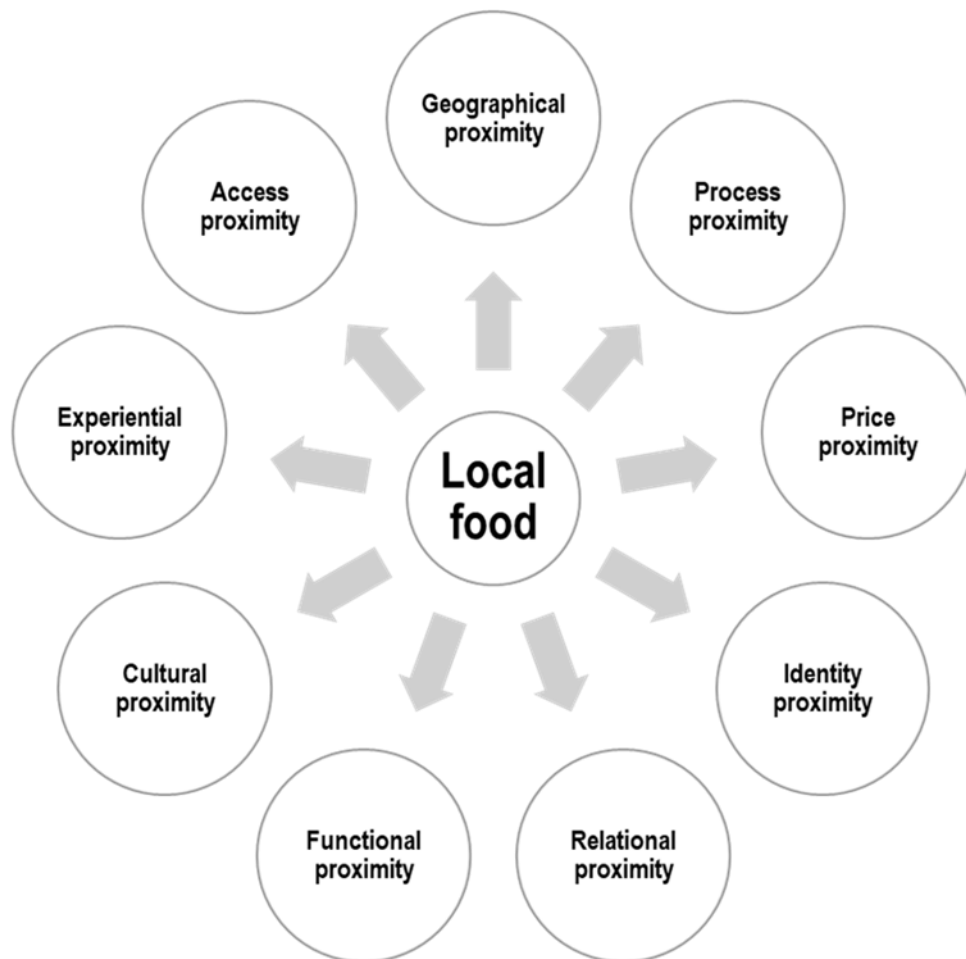 Geographical
proximity
Process
proximity
Price
proximity
Identity
proximity
Relational
proximity
Functional
proximity
Cultural
proximity
Experiential
proximity
Access
proximity
Local
food